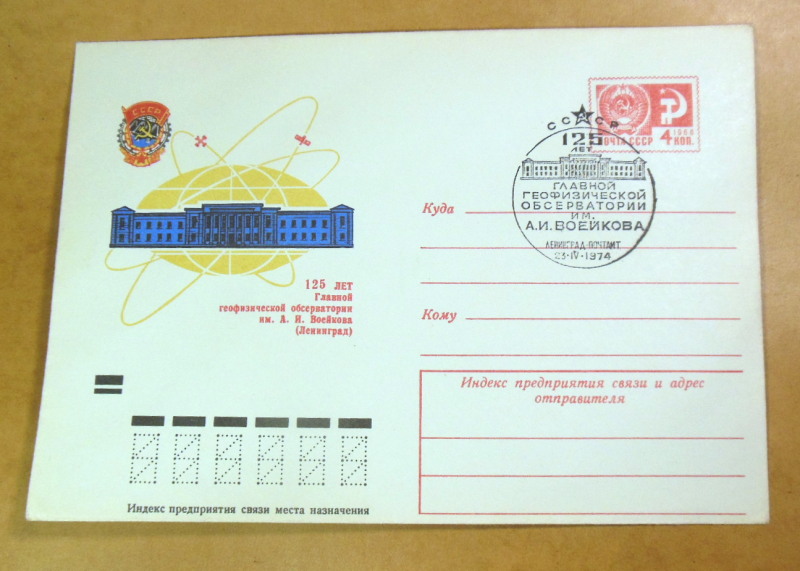 СССР
125 ЛЕТ
Главной
геофизической обсерватории
им. А. И. Воейкова
(Ленинград)
СССР
125
ЛЕТ
ГЛАВНОЙ
ГЕОФИЗИЧЕСКОЙ
ОБСЕРВАТОРИИ
ИМ.
А.И. ВОЕЙКОВА
ЛЕНИНГРАД-ПОЧТАМТ
23-IV-1974
1966
ПОЧТА СССР 4 КОП.
Куда
Кому
Индекс предприятия связи и адрес
отправителя
Индекс предприятия связи места назначения